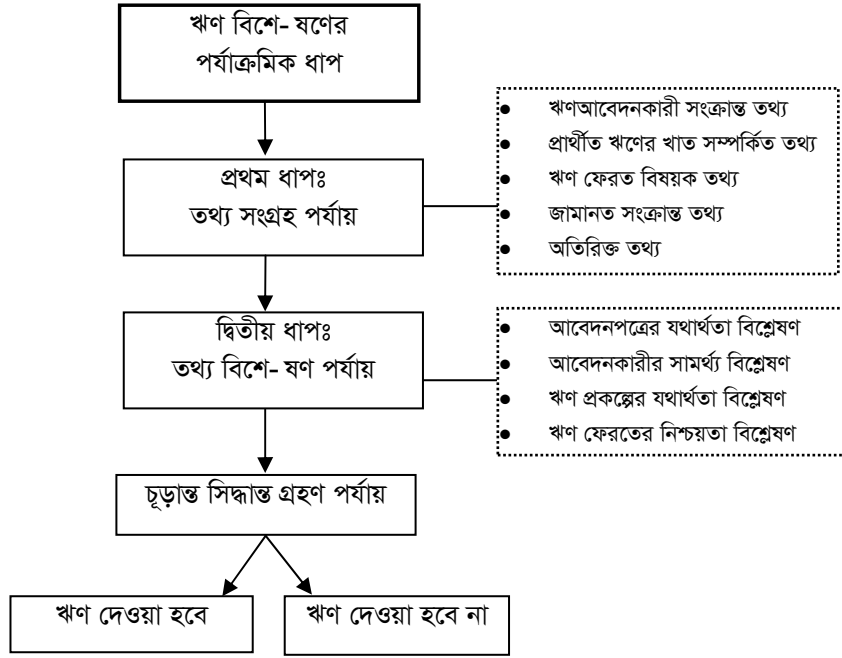 ঋণ বিশে- ষণের
পর্যাক্রমিক ধাপ
প্রথম ধাপঃ
তথ্য সংগ্রহ পর্যায়
● ঋণআবেদনকারী সংক্রান্ত তথ্য
● প্রার্থীত ঋণের খাত সম্পর্কিত তথ্য
● ঋণ ফেরত বিষয়ক তথ্য
● জামানত সংক্রান্ত তথ্য
● অতিরিক্ত তথ্য
দ্বিতীয় ধাপঃ
তথ্য বিশে- ষণ পর্যায়
● আবেদনপত্রের যথার্থতা বিশ্লেষণ
● আবেদনকারীর সামর্থ্য বিশ্লেষণ
● ঋণ প্রকল্পের যথার্থতা বিশ্লেষণ
● ঋণ ফেরতের নিশ্চয়তা বিশ্লেষণ
চূড়ান্ত সিদ্ধান্ত গ্রহণ পর্যায়
ঋণ দেওয়া হবে
ঋণ দেওয়া হবে না